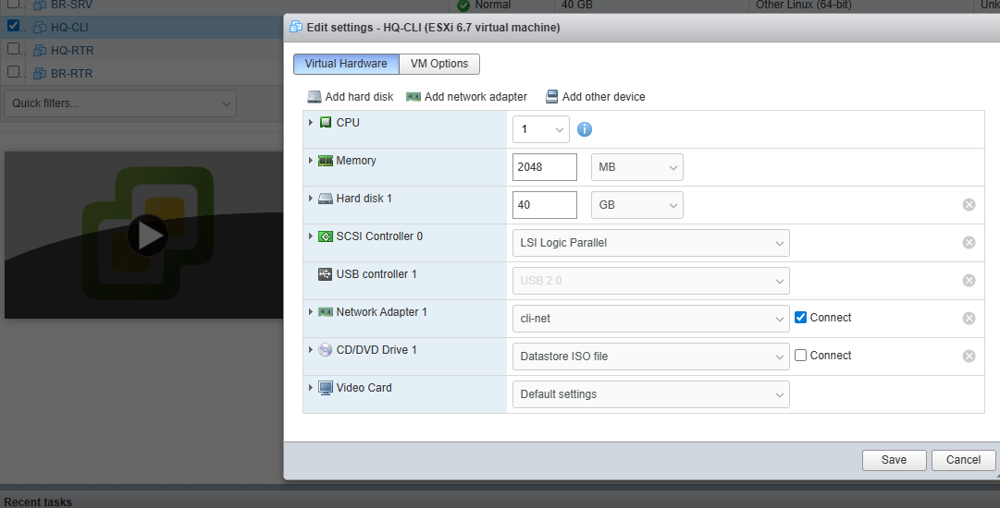 BR-SRV Normal 40 GB Other Linux (64-bit)
HQ-CLI
HQ-RTR
BR-RTR
Quick filters...
Edit settings - HQ-CLI (ESXi 6.7 virtual machine)
Virtual Hardware VM Options
Add hard disk Add network adapter Add other device
CPU 1
Memory 2048 MB
Hard disk 1 40 GB
SCSI Controller 0 LSI Logic Parallel
USB controller 1 USB 2.0
Network Adapter 1 cli-net Connect
CD/DVD Drive 1 Datastore ISO file Connect
Video Card Default settings
Save Cancel
Recent tasks